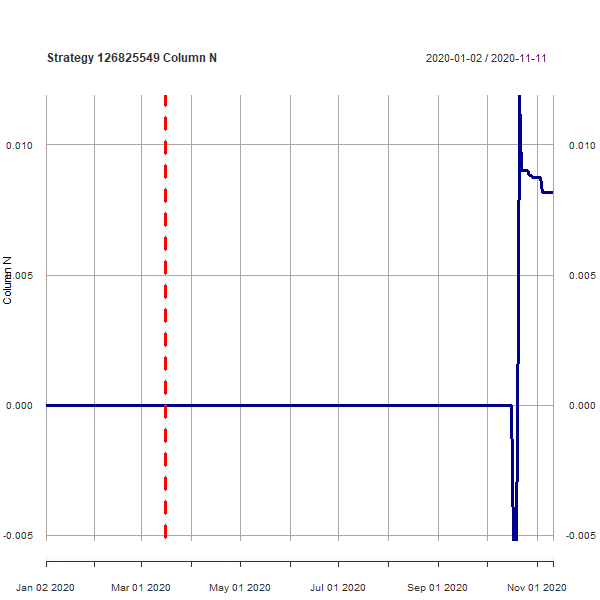 Strategy 126825549 Column N
2020-01-02 / 2020-11-11
0.010
0.010
Column N
0.005
0.005
0.000
0.000
-0.005
-0.005
Jan 02 2020
Mar 01 2020
May 01 2020
Jul 01 2020
Sep 01 2020
Nov 01 2020